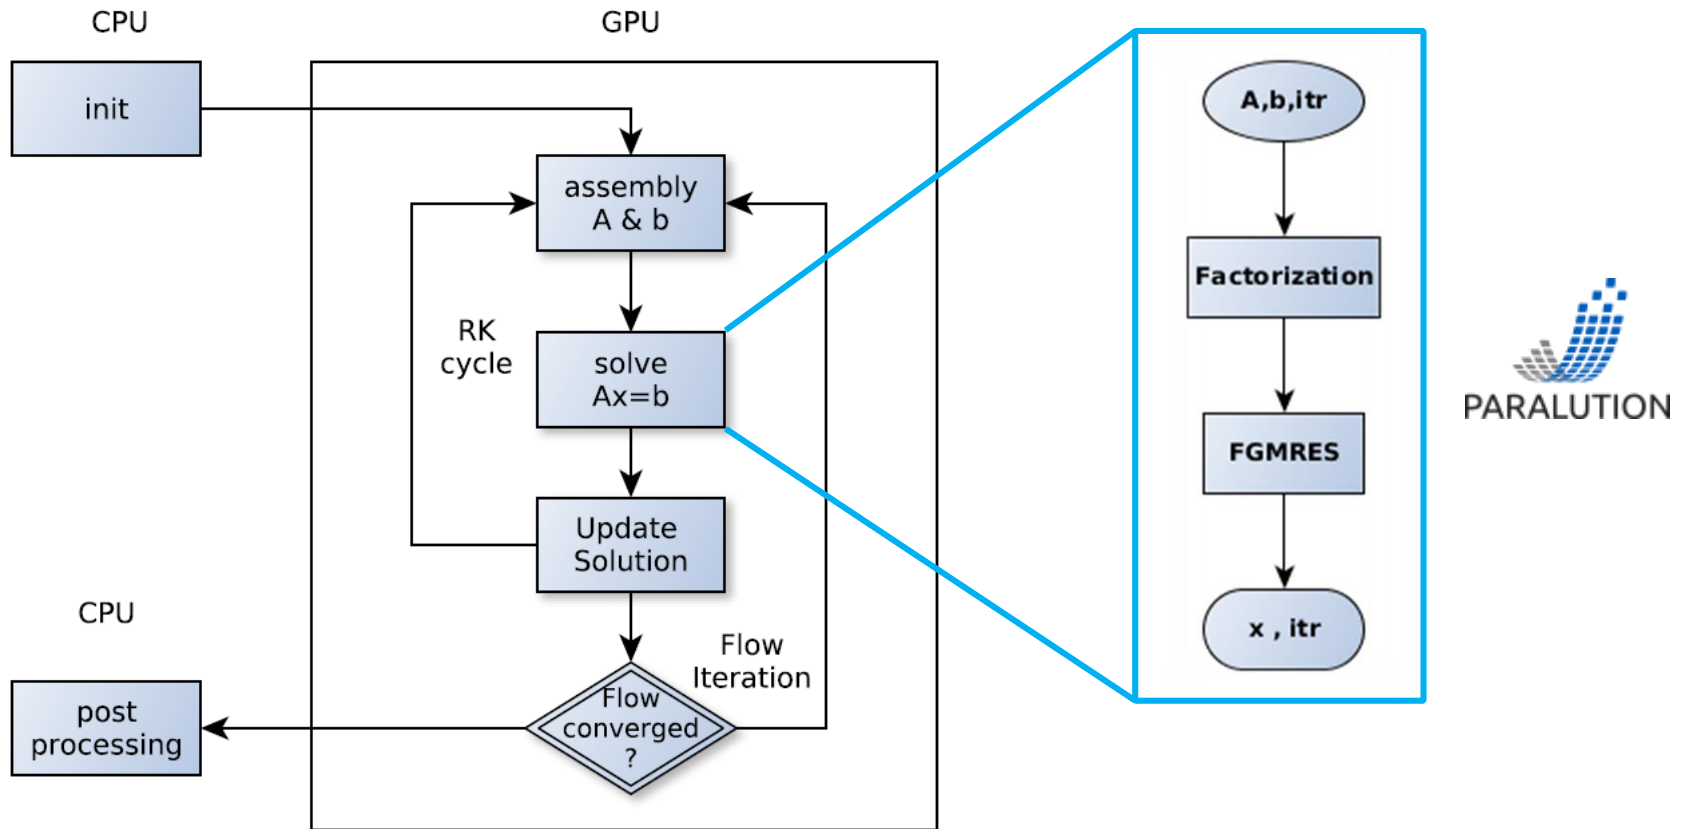 CPU
GPU
init
assembly
A & b
RK
cycle
solve
Ax=b
Update
Solution
CPU
Flow
Iteration
post
processing
Flow
converged
?
A,b,itr
Factorization
FGMRES
x , itr
PARALUTION